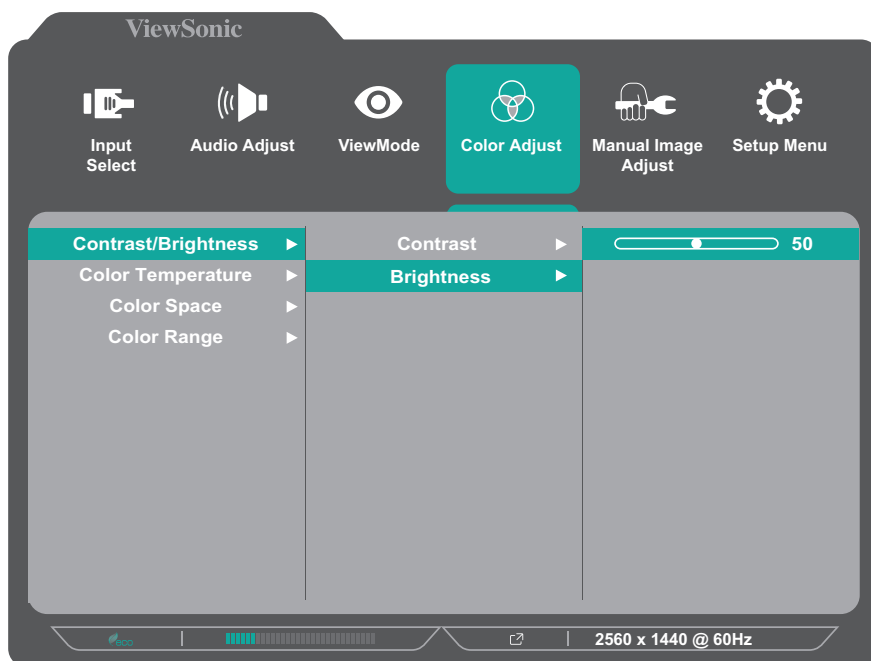 ViewSonic
Input
Select
Audio Adjust
ViewMode
Color Adjust
Manual Image
Adjust
Setup Menu
Contrast/Brightness
Contrast
50
Color Temperature
Brightness
Color Space
Color Range
eco
2560 x 1440 @ 60Hz